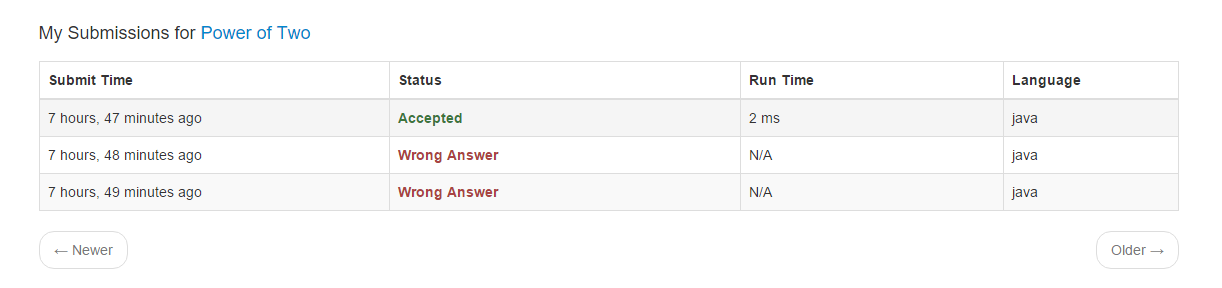 My Submissions for Power of Two
Submit Time Status Run Time Language
7 hours, 47 minutes ago Accepted 2 ms java
7 hours, 48 minutes ago Wrong Answer N/A java
7 hours, 49 minutes ago Wrong Answer N/A java
← Newer Older →